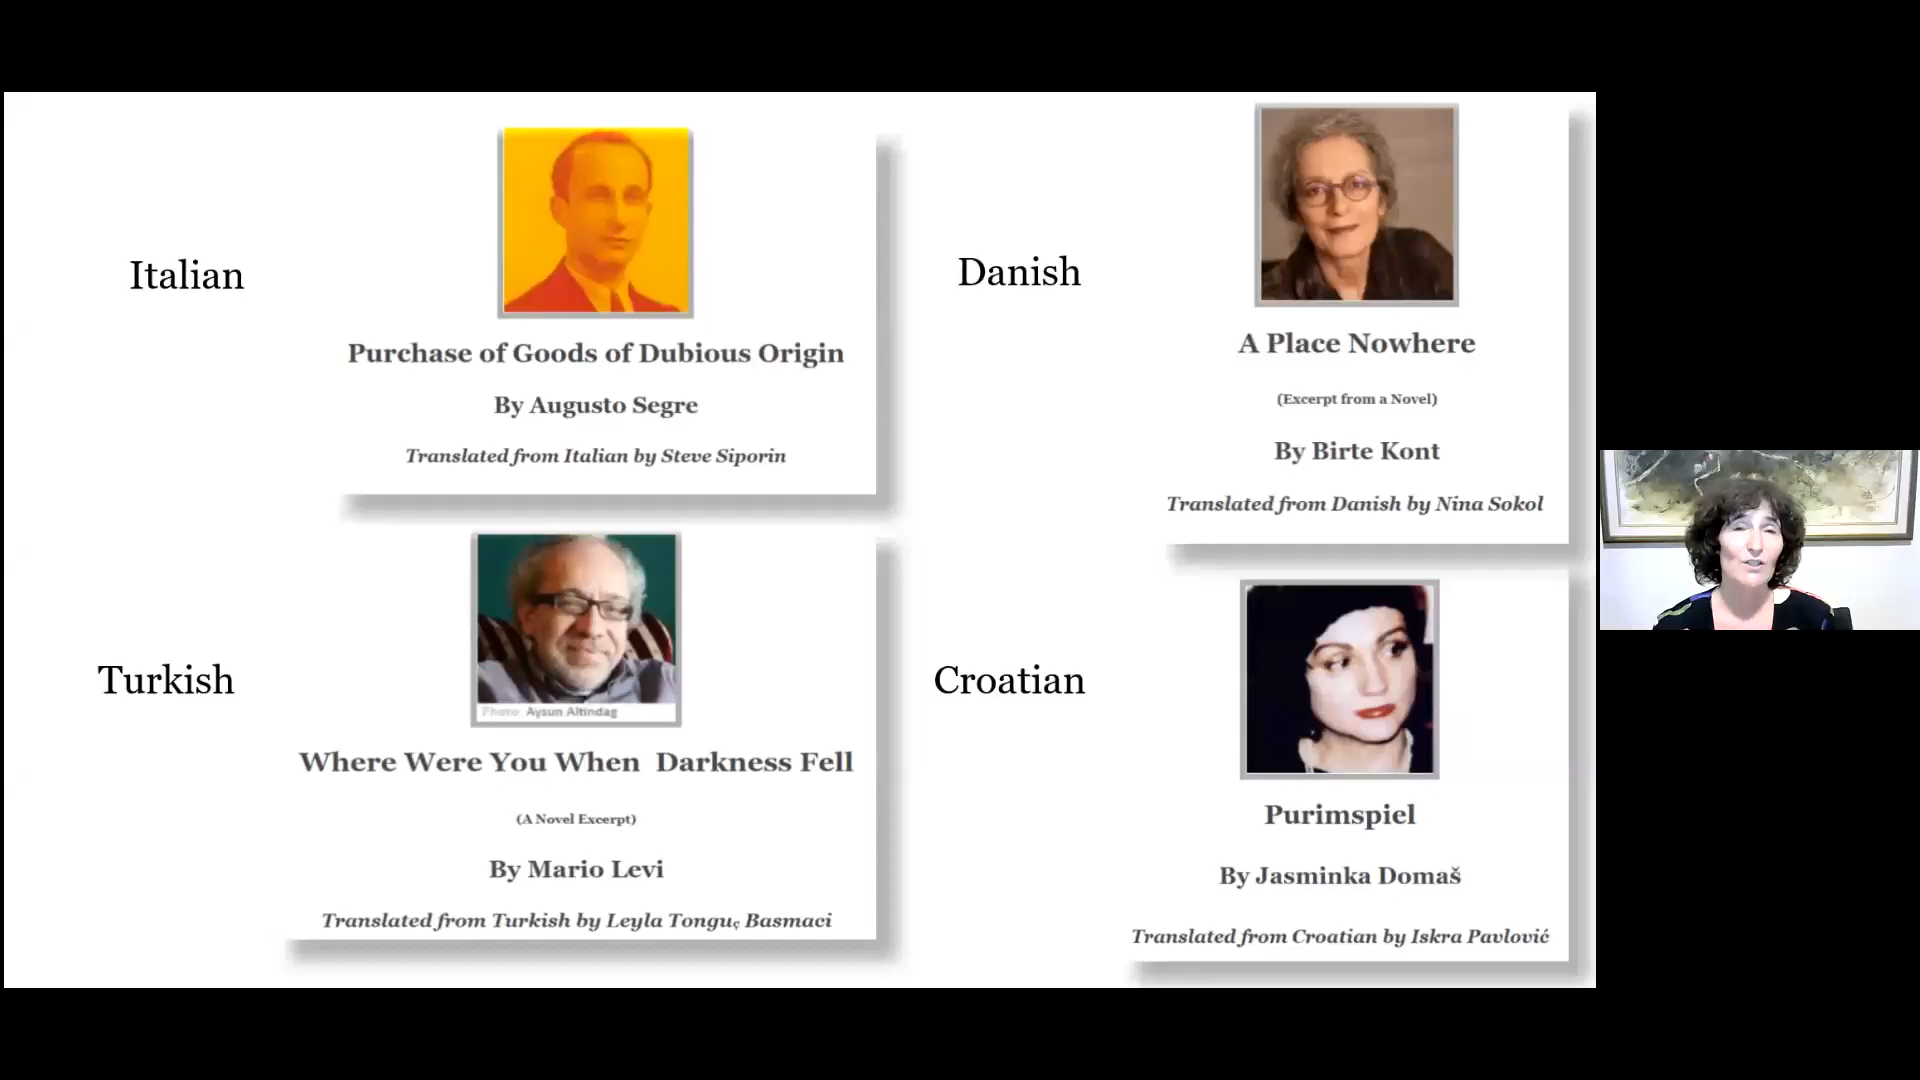 Italian
Purchase of Goods of Dubious Origin
By Augusto Segre
Translated from Italian by Steve Siporin
Danish
A Place Nowhere
(Excerpt from a Novel)
By Birte Kont
Translated from Danish by Nina Sokol
Turkish
Photo Aysun Altindag
Where Were You When  Darkness Fell
(A Novel Excerpt)
By Mario Levi
Translated from Turkish by Leyla Tonguç Basmaci
Croatian
Purimspiel
By Jasminka Domaš
Translated from Croatian by Iskra Pavlović